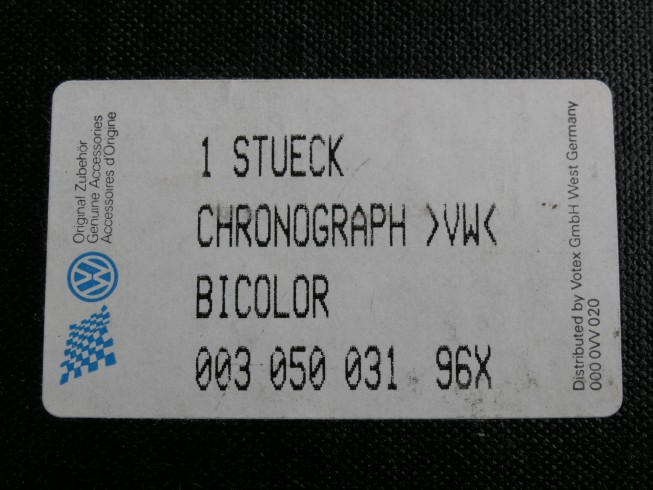 Original Zubehör
Genuine Accessories
Accessoires d'Origine
1 STUECK
CHRONOGRAPH >VW<
BICOLOR
003 050 031 96X
Distributed by Votex GmbH West Germany
000 0VV 020